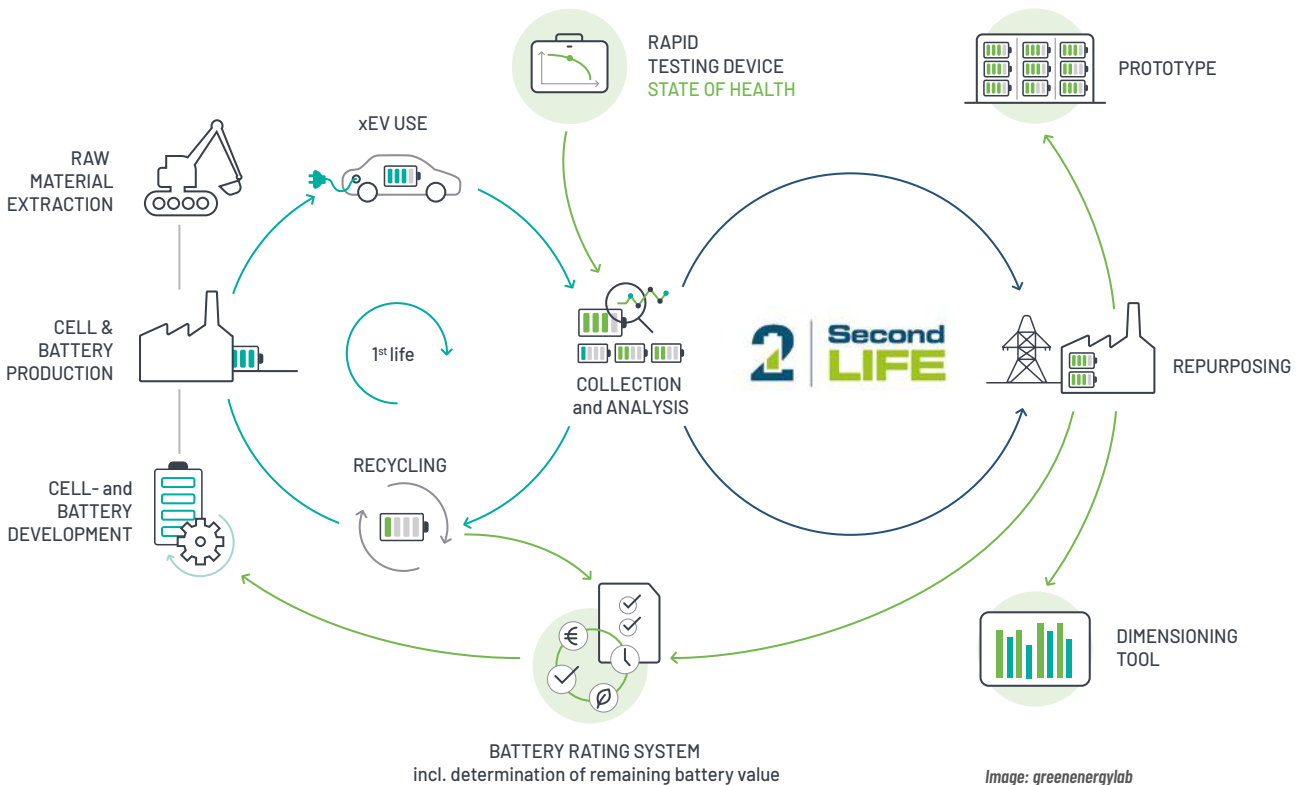 RAPID
TESTING DEVICE
STATE OF HEALTH
PROTOTYPE
xEV USE
RAW
MATERIAL
EXTRACTION
CELL &
BATTERY
PRODUCTION
1st life
COLLECTION
and ANALYSIS
2
Second
LIFE
REPURPOSING
RECYCLING
CELL- and
BATTERY
DEVELOPMENT
€
DIMENSIONING
TOOL
BATTERY RATING SYSTEM
incl. determination of remaining battery value
Image: greenenergylab